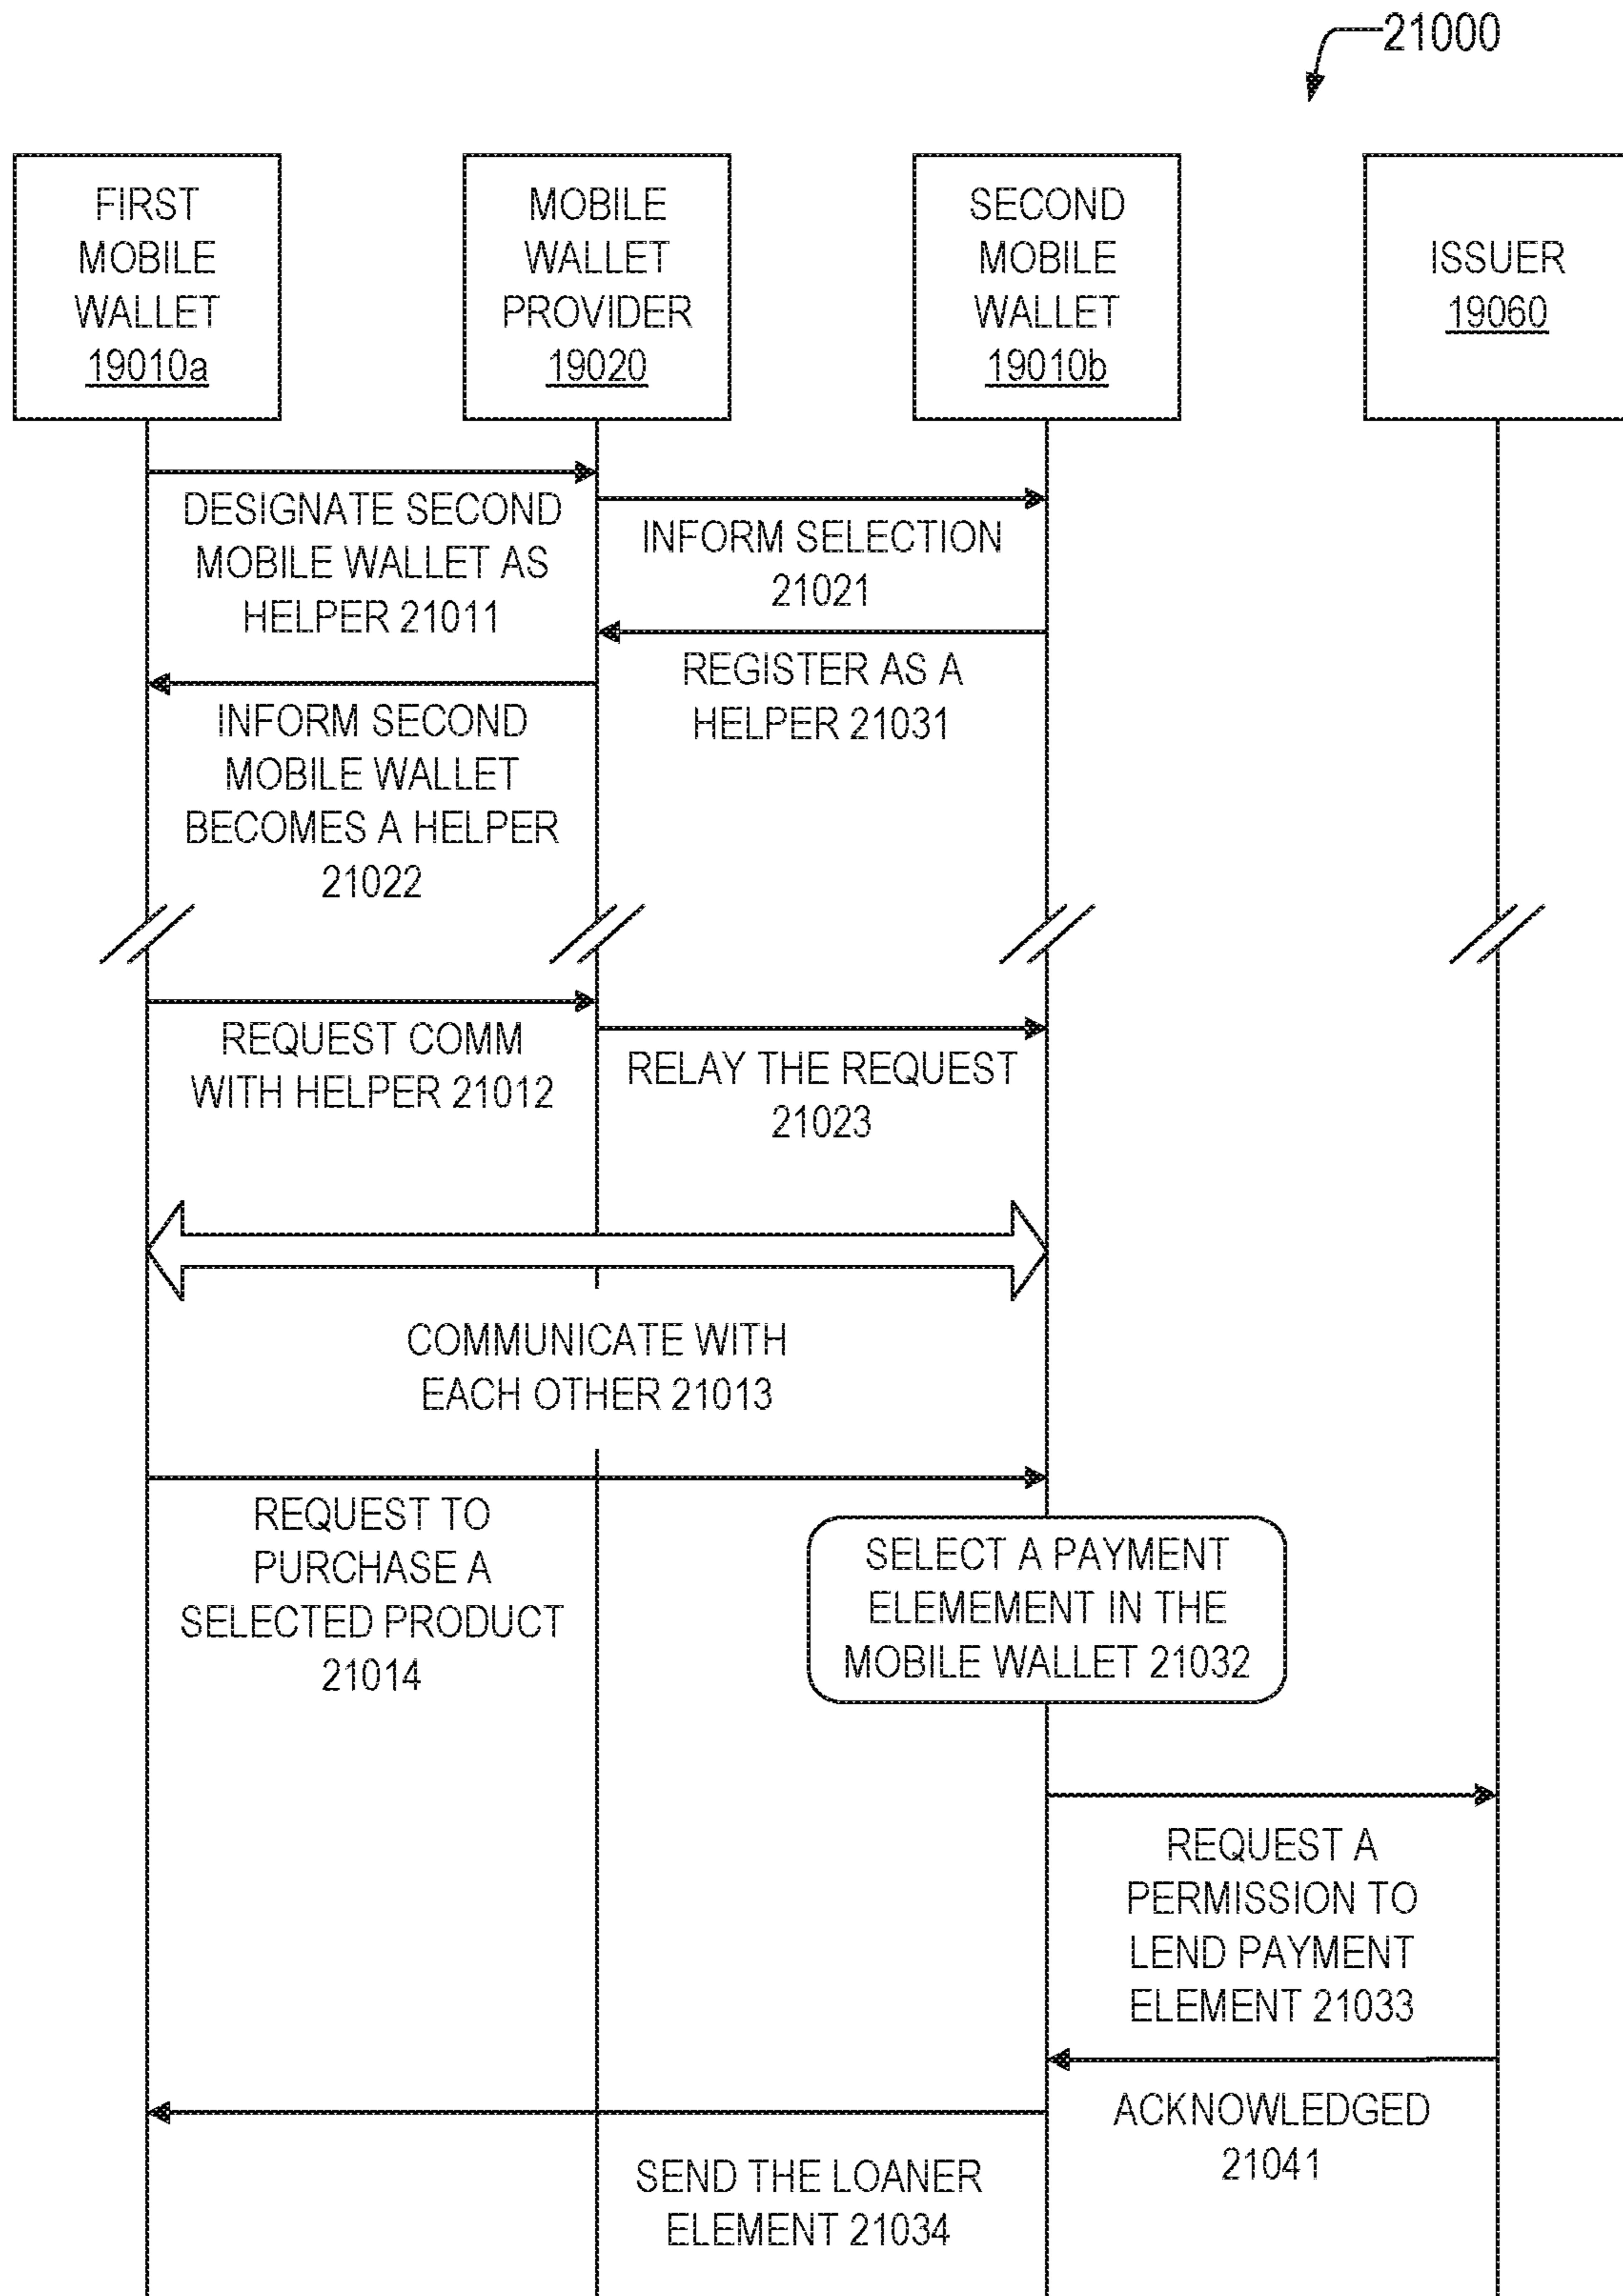 21000
FIRST
MOBILE
WALLET
19010a
MOBILE
WALLET
PROVIDER
19020
SECOND
MOBILE
WALLET
19010b
ISSUER
19060
DESIGNATE SECOND
MOBILE WALLET AS
HELPER 21011
INFORM SELECTION
21021
REGISTER AS A
HELPER 21031
INFORM SECOND
MOBILE WALLET
BECOMES A HELPER
21022
REQUEST COMM
WITH HELPER 21012
RELAY THE REQUEST
21023
COMMUNICATE WITH
EACH OTHER 21013
REQUEST TO
PURCHASE A
SELECTED PRODUCT
21014
SELECT A PAYMENT
ELEMEMENT IN THE
MOBILE WALLET 21032
REQUEST A
PERMISSION TO
LEND PAYMENT
ELEMENT 21033
ACKNOWLEDGED
21041
SEND THE LOANER
ELEMENT 21034